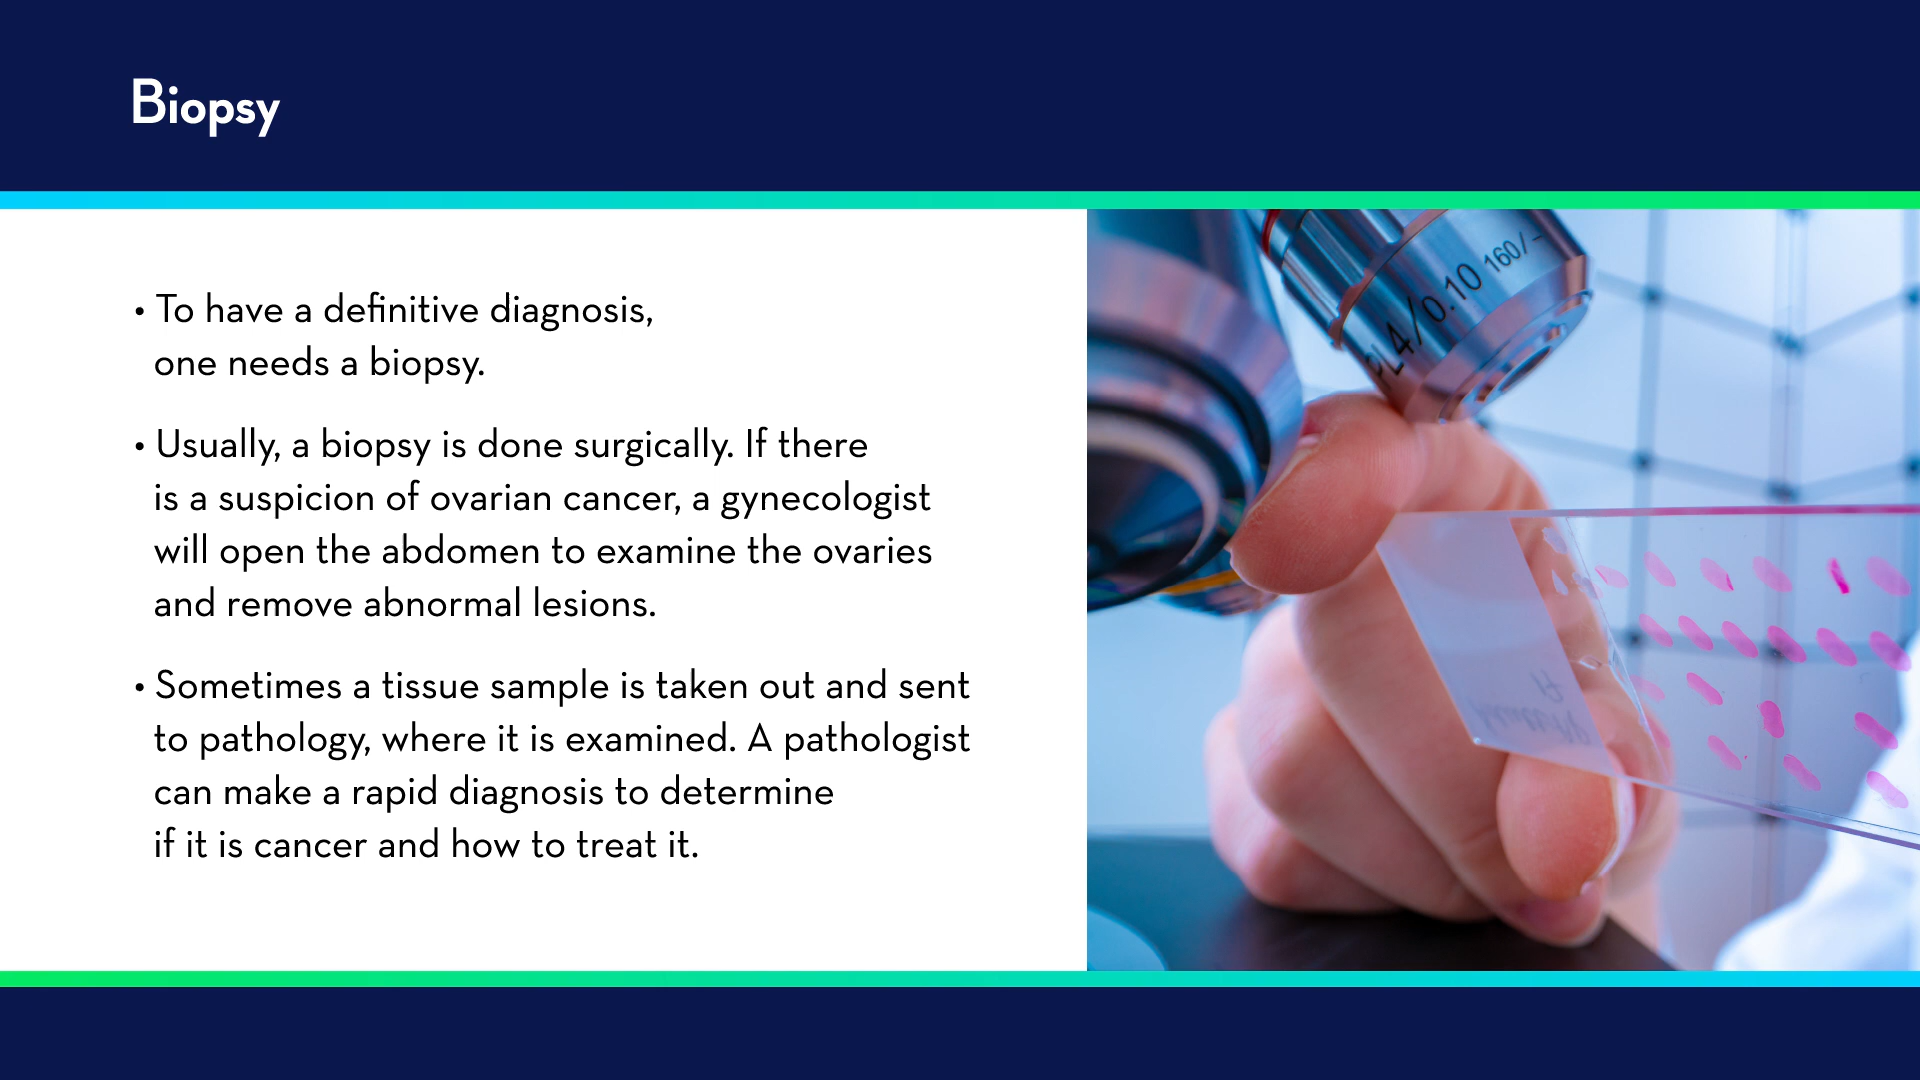 Biopsy
• To have a definitive diagnosis,
one needs a biopsy.
• Usually, a biopsy is done surgically. If there
is a suspicion of ovarian cancer, a gynecologist
will open the abdomen to examine the ovaries
and remove abnormal lesions.
• Sometimes a tissue sample is taken out and sent
to pathology, where it is examined. A pathologist
can make a rapid diagnosis to determine
if it is cancer and how to treat it.
PL4/0.10 160/-